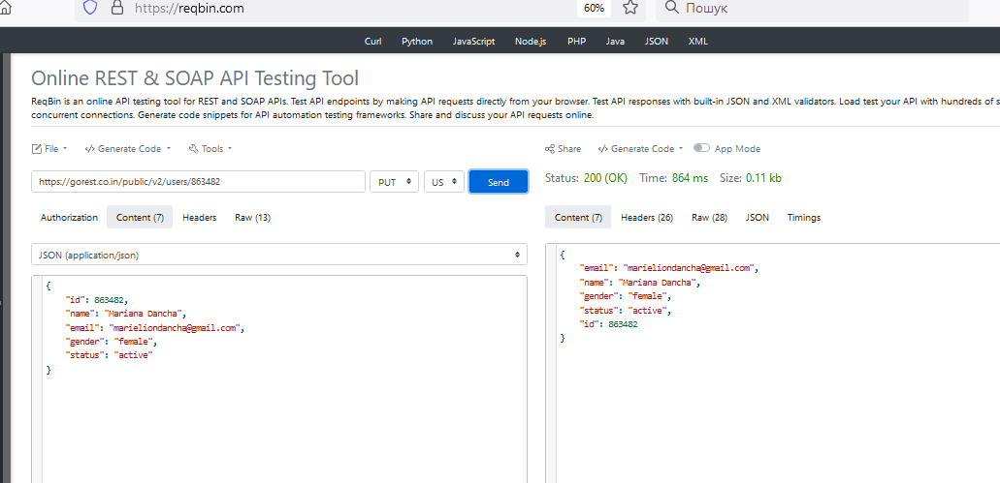 https://reqbin.com
60%
Пошук
Curl Python JavaScript Node.js PHP Java JSON XML
Online REST & SOAP API Testing Tool
ReqBin is an online API testing tool for REST and SOAP APIs. Test API endpoints by making API requests directly from your browser. Test API responses with built-in JSON and XML validators. Load test your API with hundreds of s
concurrent connections. Generate code snippets for API automation testing frameworks. Share and discuss your API requests online.
File Generate Code Tools
https://gorest.co.in/public/v2/users/863482 PUT US Send
Authorization Content (7) Headers Raw (13)
JSON (application/json)
{
"id": 863482,
"name": "Mariana Dancha",
"email": "marieliondancha@gmail.com",
"gender": "female",
"status": "active"
}
Share Generate Code App Mode
Status: 200 (OK) Time: 864 ms Size: 0.11 kb
Content (7) Headers (26) Raw (28) JSON Timings
{
"email": "marieliondancha@gmail.com",
"name": "Mariana Dancha",
"gender": "female",
"status": "active",
"id": 863482
}